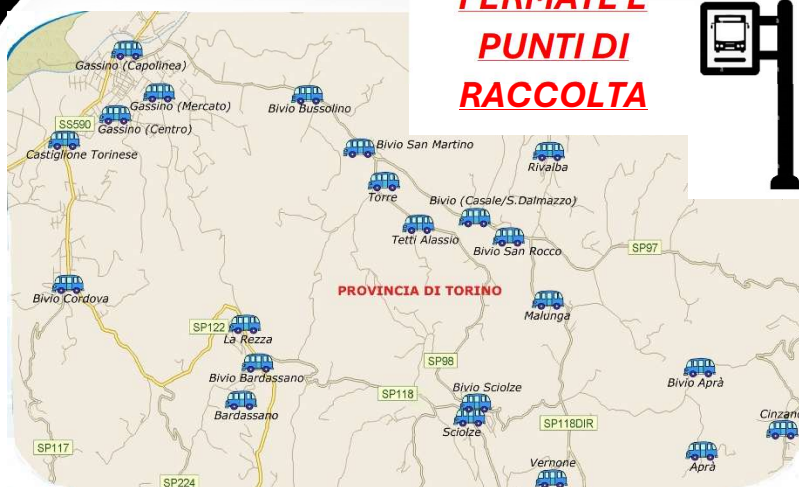 FERMATE E
PUNTI DI
RACCOLTA
Gassino (Capolinea)
Gassino (Mercato)
Bivio Bussolino
Gassino (Centro)
SS590
Castiglione Torinese
Bivio San Martino
Rivalba
Torre
Bivio (Casale/S.Dalmazzo)
Tetti Alassio
Bivio San Rocco
SP97
PROVINCIA DI TORINO
Bivio Cordova
Malunga
SP122
La Rezza
SP98
Bivio Bardassano
Bivio Aprà
SP118
Bivio Sciolze
Bardassano
Cinzano
SP118DIR
Sciolze
SP117
Vernone
Aprà
SP224